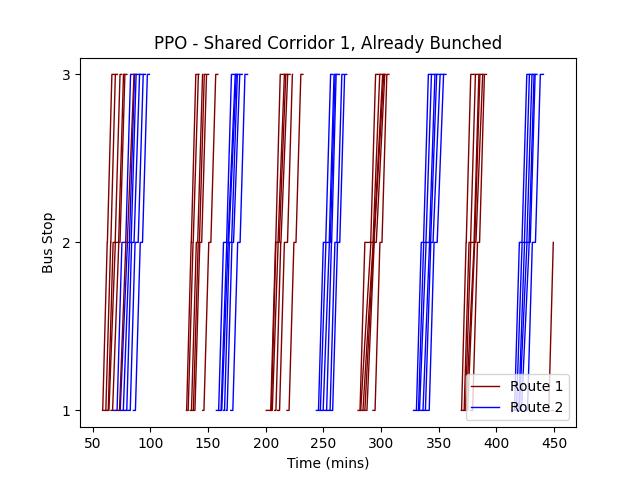 PPO - Shared Corridor 1, Already Bunched
3
2
1
Bus Stop
50 100 150 200 250 300 350 400 450
Time (mins)
Route 1
Route 2